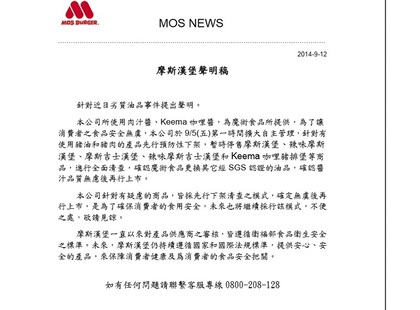 MOS NEWS
MOS BURGER
2014-9-12
摩斯漢堡聲明稿
針對近日劣質油品事件提出聲明。
本公司所使用肉汁醬、Keema 咖哩醬,為魔術食品所提供,為了讓
消費者之食品安全無虞,本公司於 9/5(五)第一時間擴大自主管理,針對有
使用豬油和豬肉的產品先行預防性下架,暫時停售摩斯漢堡、辣味摩斯
漢堡、摩斯吉士漢堡、辣味摩斯吉士漢堡和 Keema 咖哩豬排堡等商
品,進行全面清查,確認魔術食品更換其它經 SGS 認證的油品,確認醬
汁品質無慮後再行上市。
本公司針對有疑慮的商品,皆採先行下架清查之模式,確定無虞後再
行上市,是為了確保消費者的食用安全。未來也將繼續採行該模式,不便
之處,敬請見諒。
摩斯漢堡一直以來對產品供應商之審核,皆遵循衛福部食品衛生安全
之標準。未來,摩斯漢堡仍持續遵循國家和國際法規標準,提供安心、安
全的產品,來保障消費者健康及爲消費者的食品安全把關。
如有任何問題請聯繫客服專線 0800-208-128